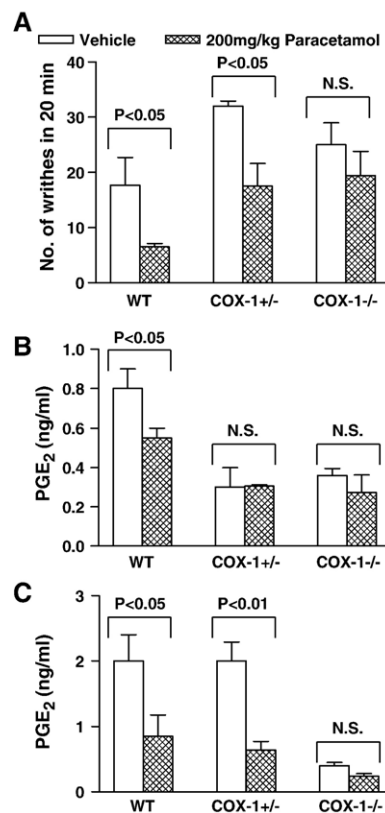 A
Vehicle 200mg/kg Paracetamol
No. of writhes in 20 min
40
30
20
10
0
P<0.05
P<0.05
N.S.
WT COX-1+/- COX-1-/-
B
PGE₂ (ng/ml)
1.0
0.8
0.6
0.4
0.2
0.0
P<0.05
N.S.
N.S.
WT COX-1+/- COX-1-/-
C
PGE₂ (ng/ml)
3
2
1
0
P<0.05
P<0.01
N.S.
WT COX-1+/- COX-1-/-